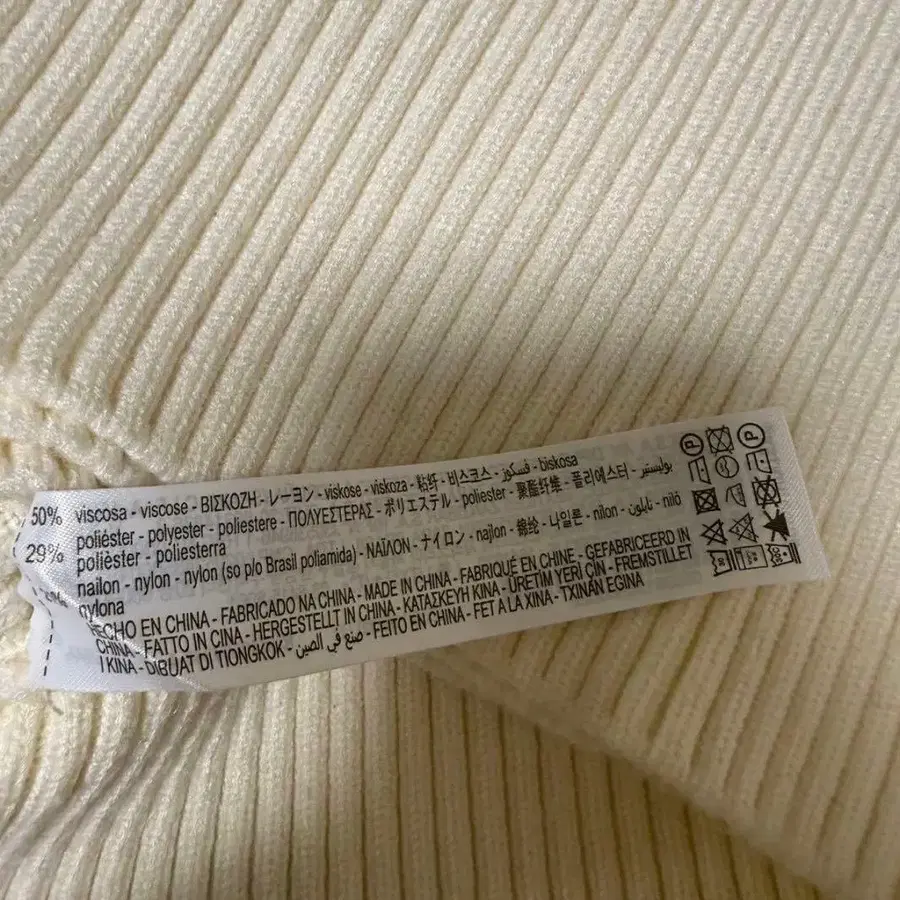 50% viscosa - viscose - ΒΙΣΚΟΖΗ - レーヨン - viskose - viskoza - 粘纤 - 비스코스 - فسكوز - biskosa
29% poliéster - polyester - poliestere - ΠΟΛΥΕΣΤΕΡΑΣ - ポリエステル - poliester - 聚酯纤维 - 폴리에스터 - بوليستر
polièster - poliesterra
nailon - nylon - nylon (so p/o Brasil poliamida) - ΝΑΪΛΟΝ - ナイロン - najlon - 锦纶 - 나일론 - nilon - نايلون - niló
nylona
HECHO EN CHINA - FABRICADO NA CHINA - MADE IN CHINA - FABRIQUÉ EN CHINE - GEFABRICEERD IN
CHINA - FATTO IN CINA - HERGESTELLT IN CHINA - ΚΑΤΑΣΚΕΥΗ ΚΙΝΑ - ÜRETİM YERİ ÇİN - FREMSTILLET
I KINA - DIBUAT DI TIONGKOK - صنع في الصين - FEITO EN CHINA - FET A LA XINA - TXINAN EGINA
P P